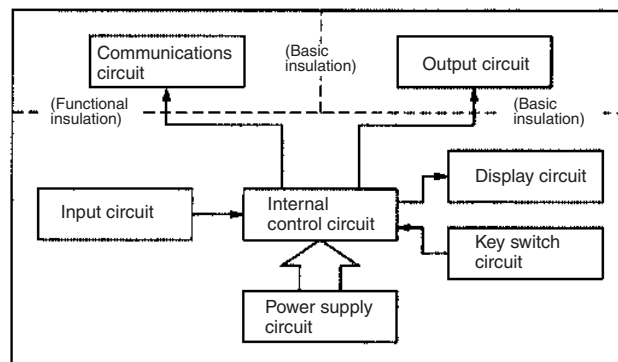 Communications
circuit
(Basic
insulation)
Output circuit
(Functional
insulation)
(Basic
insulation)
Input circuit
Internal
control circuit
Display circuit
Key switch
circuit
Power supply
circuit